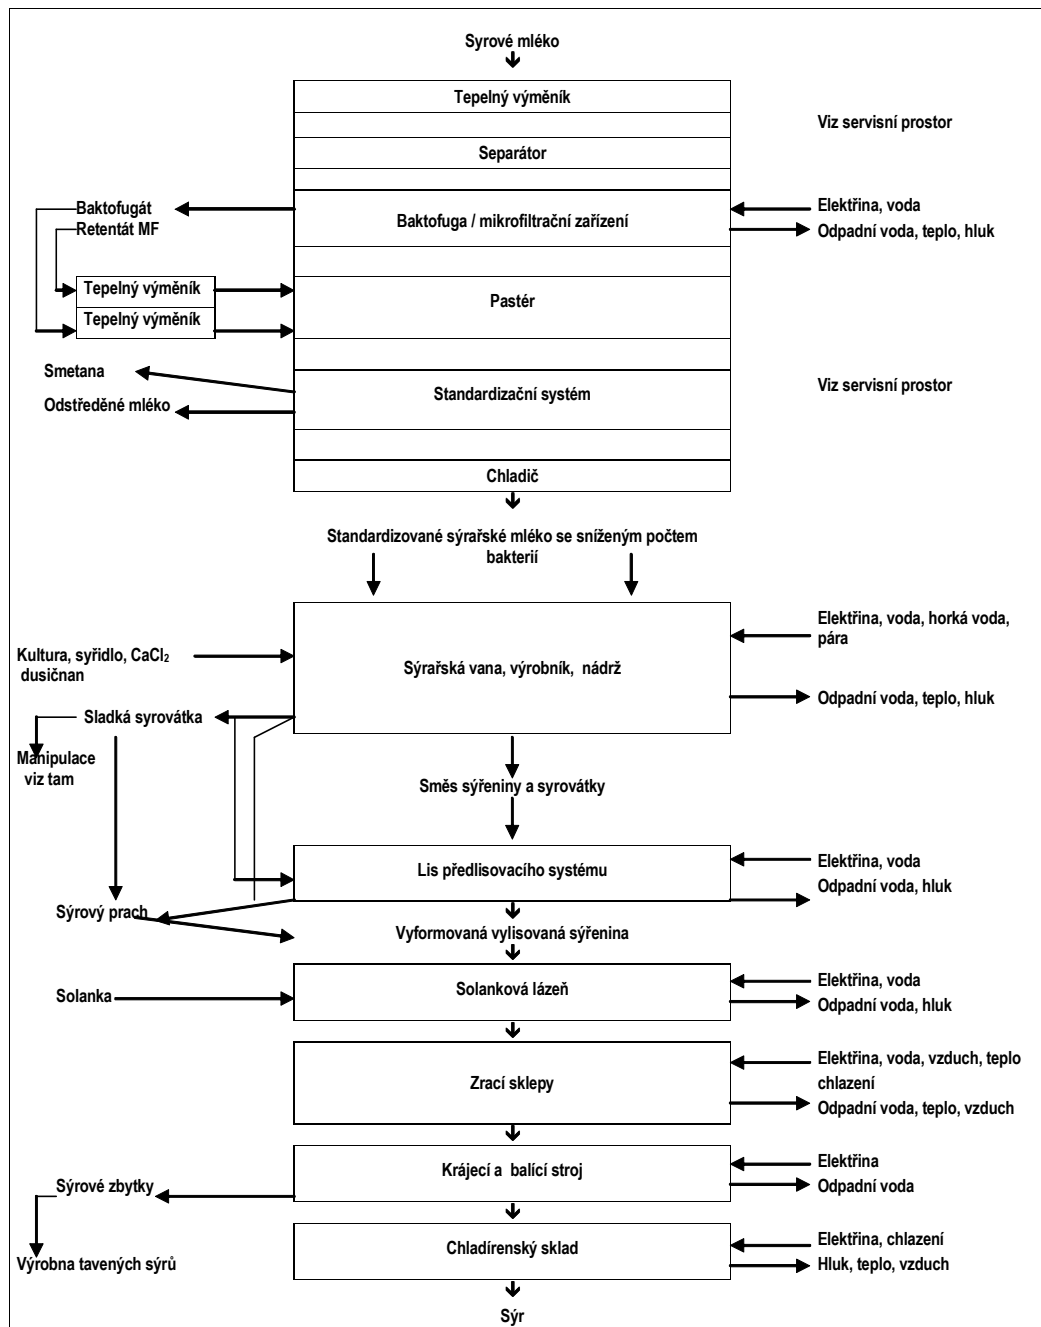 Syrové mléko
Tepelný výměník
Viz servisní prostor
Separátor
Baktofugát
Retentát MF
Baktofuga / mikrofiltrační zařízení
Elektřina, voda
Odpadní voda, teplo, hluk
Tepelný výměník
Tepelný výměník
Pastér
Smetana
Odstředěné mléko
Standardizační systém
Viz servisní prostor
Chladič
Standardizované sýrařské mléko se sníženým počtem
bakterií
Kultura, syřidlo, CaCl₂
dusičnan
Sýrařská vana, výrobník, nádrž
Elektřina, voda, horká voda,
pára
Odpadní voda, teplo, hluk
Sladká syrovátka
Manipulace
viz tam
Směs sýřeniny a syrovátky
Lis předlisovacího systému
Elektřina, voda
Odpadní voda, hluk
Sýrový prach
Vyformovaná vylisovaná sýřenina
Solanka
Solanková lázeň
Elektřina, voda
Odpadní voda, hluk
Zrací sklepy
Elektřina, voda, vzduch, teplo
chlazení
Odpadní voda, teplo, vzduch
Krájecí a balící stroj
Elektřina
Odpadní voda
Sýrové zbytky
Výrobna tavených sýrů
Chladírenský sklad
Elektřina, chlazení
Hluk, teplo, vzduch
Sýr